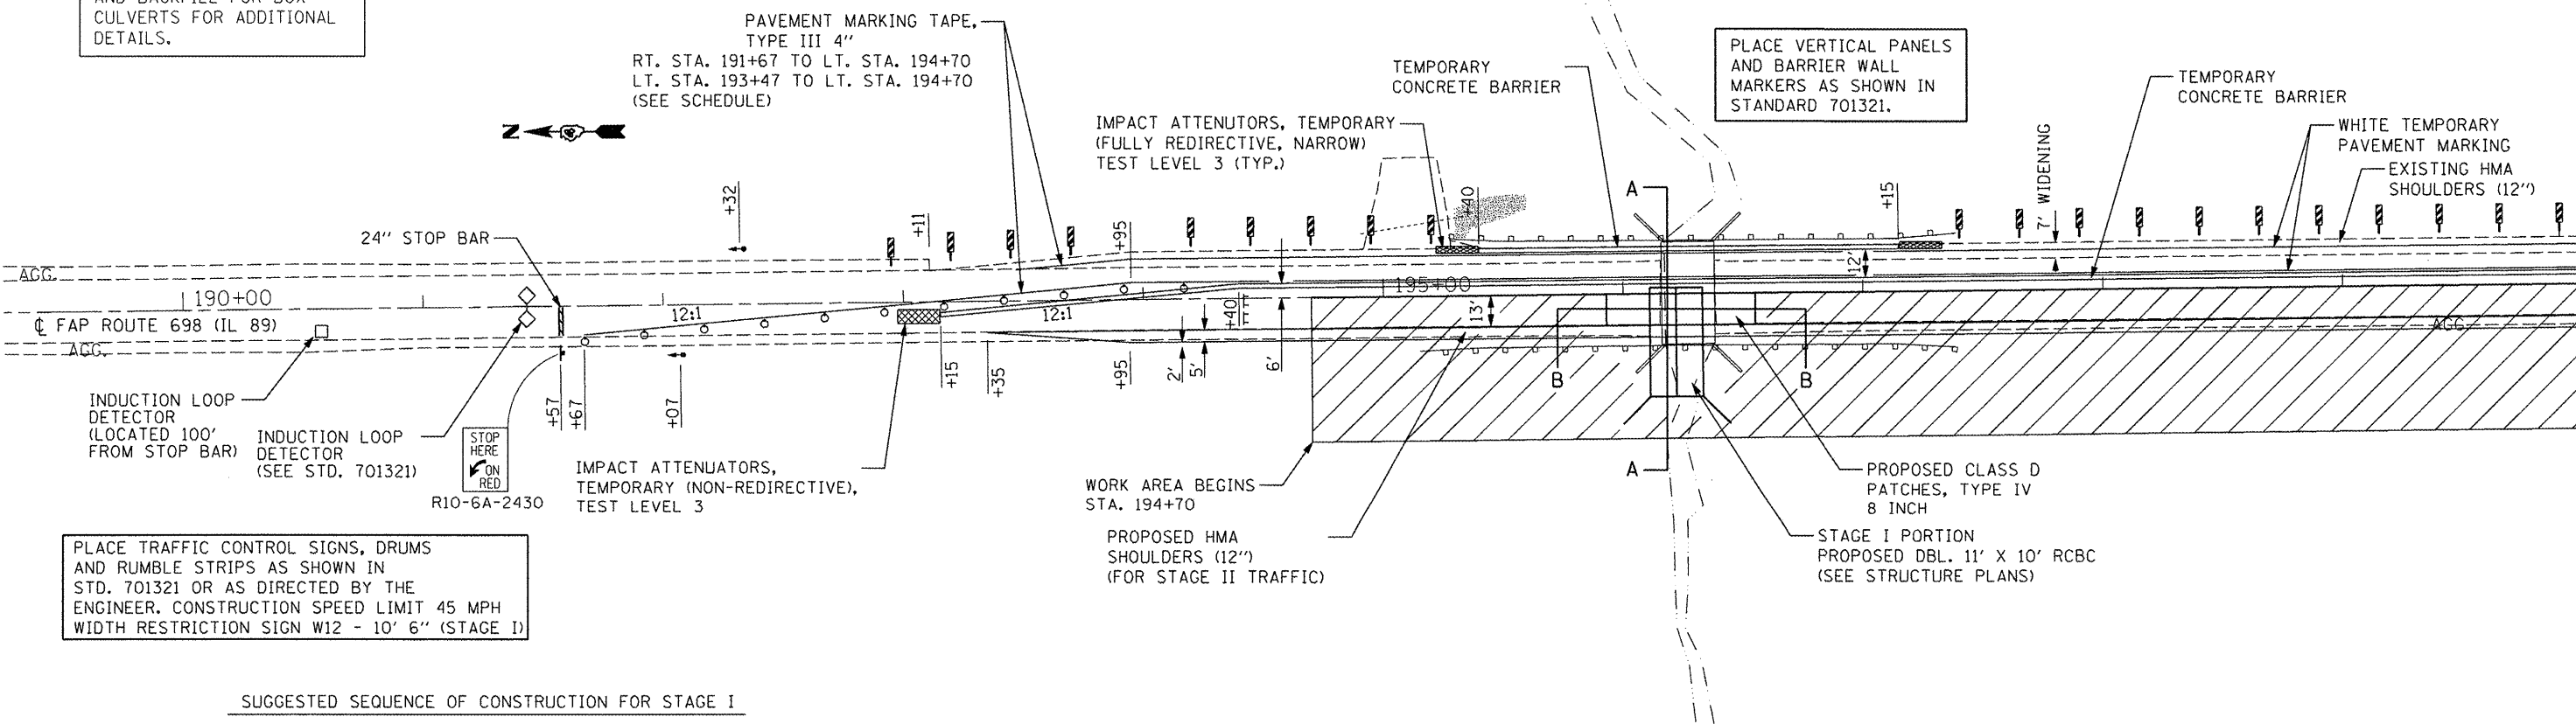 AND BACKFILL FOR BOX
CULVERTS FOR ADDITIONAL
DETAILS.
PAVEMENT MARKING TAPE,
TYPE III 4"
RT. STA. 191+67 TO LT. STA. 194+70
LT. STA. 193+47 TO LT. STA. 194+70
(SEE SCHEDULE)
N
IMPACT ATTENUTORS, TEMPORARY
(FULLY REDIRECTIVE, NARROW)
TEST LEVEL 3 (TYP.)
TEMPORARY
CONCRETE BARRIER
PLACE VERTICAL PANELS
AND BARRIER WALL
MARKERS AS SHOWN IN
STANDARD 701321.
TEMPORARY
CONCRETE BARRIER
WHITE TEMPORARY
PAVEMENT MARKING
EXISTING HMA
SHOULDERS (12")
7' WIDENING
24" STOP BAR
+32
+11
+95
+40
A
+15
AGG.
190+00
195+00
12'
℄ FAP ROUTE 698 (IL 89)
12:1
12:1
+40
13'
AGG.
AGG.
+57
+67
+07
+15
+35
+95
2'
5'
6'
B
B
A
INDUCTION LOOP
DETECTOR
(LOCATED 100'
FROM STOP BAR)
INDUCTION LOOP
DETECTOR
(SEE STD. 701321)
STOP
HERE
ON
RED
R10-6A-2430
IMPACT ATTENUATORS,
TEMPORARY (NON-REDIRECTIVE),
TEST LEVEL 3
WORK AREA BEGINS
STA. 194+70
PROPOSED HMA
SHOULDERS (12")
(FOR STAGE II TRAFFIC)
PROPOSED CLASS D
PATCHES, TYPE IV
8 INCH
STAGE I PORTION
PROPOSED DBL. 11' X 10' RCBC
(SEE STRUCTURE PLANS)
PLACE TRAFFIC CONTROL SIGNS, DRUMS
AND RUMBLE STRIPS AS SHOWN IN
STD. 701321 OR AS DIRECTED BY THE
ENGINEER. CONSTRUCTION SPEED LIMIT 45 MPH
WIDTH RESTRICTION SIGN W12 - 10' 6" (STAGE I)
SUGGESTED SEQUENCE OF CONSTRUCTION FOR STAGE I